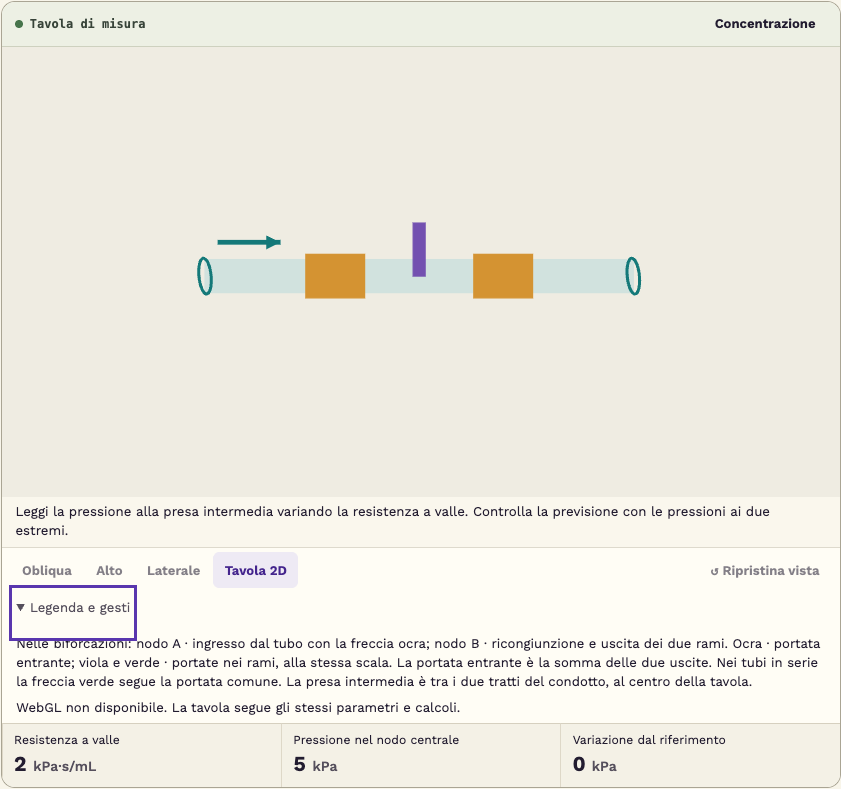 Tavola di misura
Concentrazione
Leggi la pressione alla presa intermedia variando la resistenza a valle. Controlla la previsione con le pressioni ai due
estremi.
Obliqua Alto Laterale Tavola 2D ↺ Ripristina vista
▼ Legenda e gesti
Nelle biforcazioni: nodo A · ingresso dal tubo con la freccia ocra; nodo B · ricongiunzione e uscita dei due rami. Ocra · portata
entrante; viola e verde · portate nei rami, alla stessa scala. La portata entrante è la somma delle due uscite. Nei tubi in serie
la freccia verde segue la portata comune. La presa intermedia è tra i due tratti del condotto, al centro della tavola.
WebGL non disponibile. La tavola segue gli stessi parametri e calcoli.
Resistenza a valle
2 kPa·s/mL
Pressione nel nodo centrale
5 kPa
Variazione dal riferimento
0 kPa